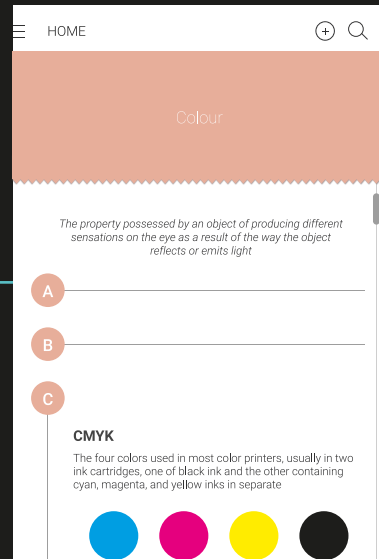 HOME
Colour
The property possessed by an object of producing different
sensations on the eye as a result of the way the object
reflects or emits light
A
B
C
CMYK
The four colors used in most color printers, usually in two
ink cartridges, one of black ink and the other containing
cyan, magenta, and yellow inks in separate